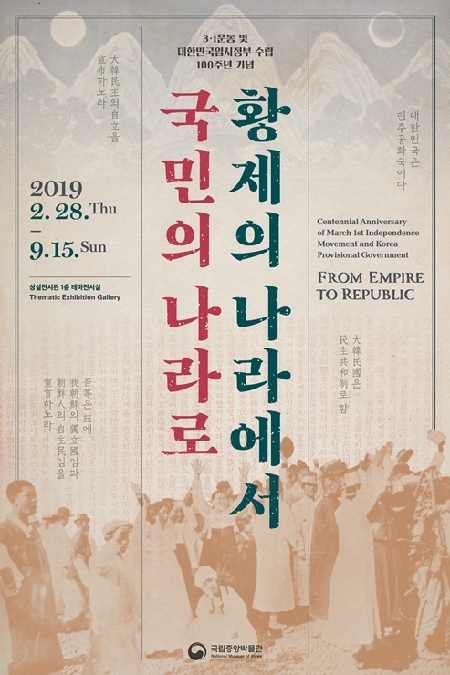 3·1운동 및
대한민국임시정부 수립
100주년 기념
大韓民主의 自立을
宣布하노라
대한민국은
민주공화국이다
황제의 나라에서
국민의 나라로
2019
2. 28. Thu
–
9. 15. Sun
상설전시관 1층 테마전시실
Thematic Exhibition Gallery
Centennial Anniversary
of March 1st Independence
Movement and Korea
Provisional Government
FROM EMPIRE
TO REPUBLIC
大韓民國은
民主共和制로 함
吾等은 玆에
我朝鮮의 獨立國임과
朝鮮人의 自主民임을
宣言하노라
국립중앙박물관
National Museum of Korea